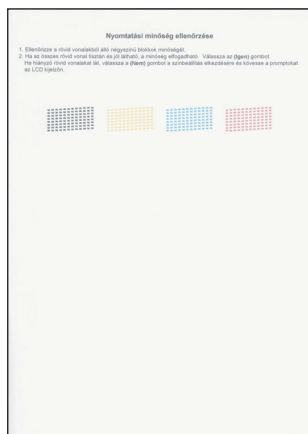 Nyomtatási minőség ellenőrzése
1. Ellenőrizze a rövid vonalakból álló négyszínű blokkok minőségét.
2. Ha az összes rövid vonal tisztán és jól látható, a minőség elfogadható. Válassza az (Igen) gombot.
Ha hiányzó rövid vonalakat lát, válassza a (Nem) gombot a színbeállítás elkezdésére és kövesse a promptokat
az LCD kijelzőn.